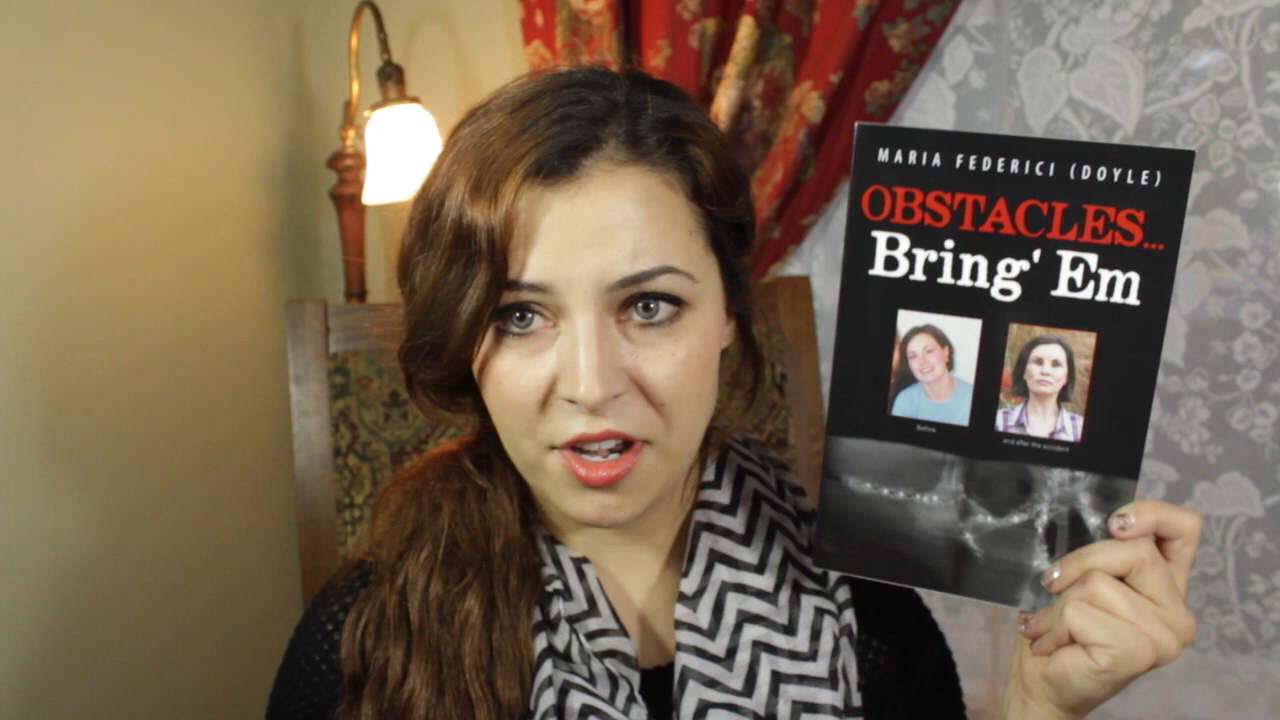 MARIA FEDERICI (DOYLE)
OBSTACLES...
Bring' Em
Before
and after the accident